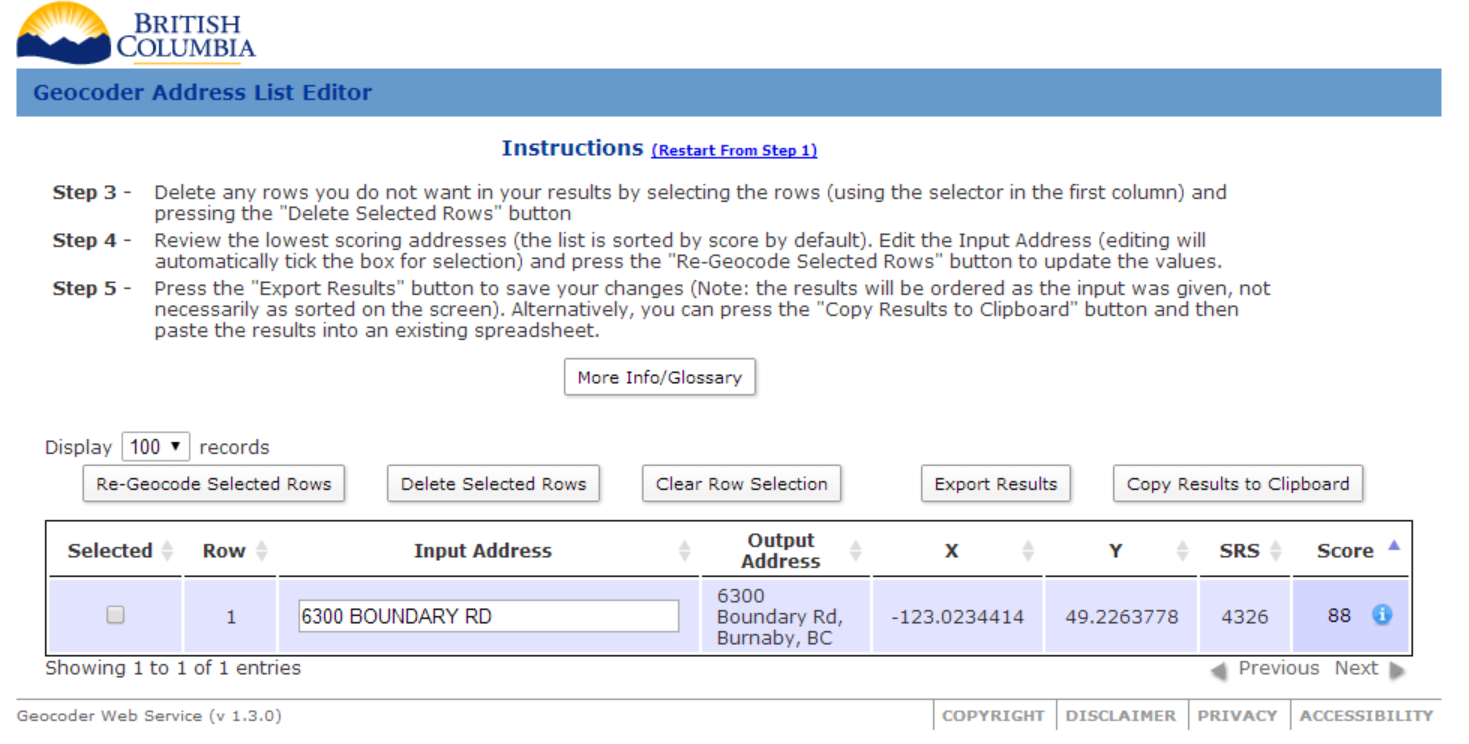 BRITISH
COLUMBIA
Geocoder Address List Editor
Instructions (Restart From Step 1)
Step 3 - Delete any rows you do not want in your results by selecting the rows (using the selector in the first column) and
pressing the "Delete Selected Rows" button
Step 4 - Review the lowest scoring addresses (the list is sorted by score by default). Edit the Input Address (editing will
automatically tick the box for selection) and press the "Re-Geocode Selected Rows" button to update the values.
Step 5 - Press the "Export Results" button to save your changes (Note: the results will be ordered as the input was given, not
necessarily as sorted on the screen). Alternatively, you can press the "Copy Results to Clipboard" button and then
paste the results into an existing spreadsheet.
More Info/Glossary
Display 100 records
Re-Geocode Selected Rows Delete Selected Rows Clear Row Selection Export Results Copy Results to Clipboard
Selected Row Input Address Output Address X Y SRS Score
1 6300 BOUNDARY RD 6300 Boundary Rd, Burnaby, BC -123.0234414 49.2263778 4326 88
Showing 1 to 1 of 1 entries Previous Next
Geocoder Web Service (v 1.3.0) COPYRIGHT DISCLAIMER PRIVACY ACCESSIBILITY